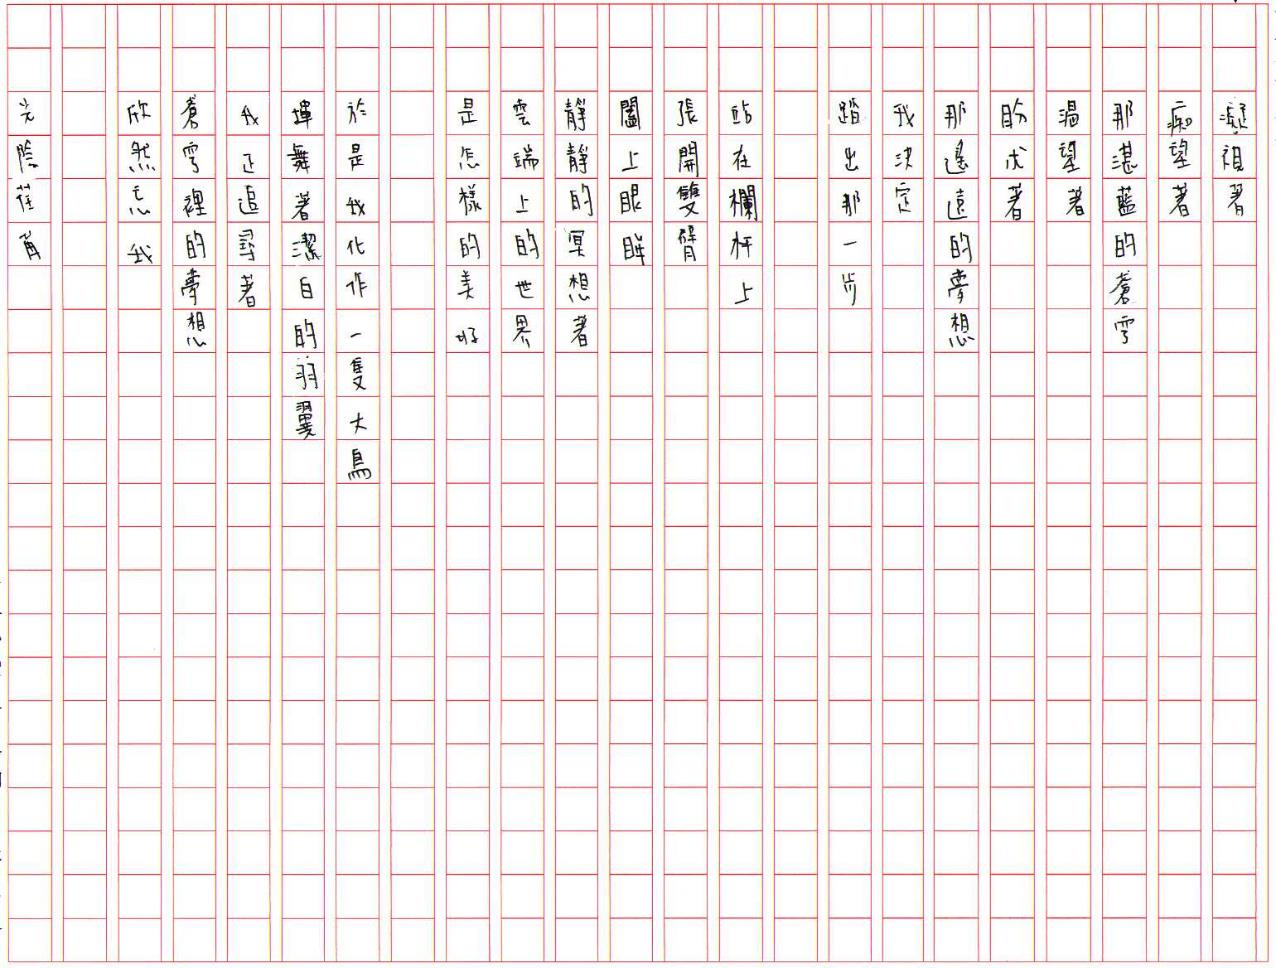 凝視著
痴望著
那湛藍的蒼穹
渴望著
盼求著
那遙遠的夢想
我決定
踏出那一步
站在欄杆上
張開雙臂
闔上眼眸
靜靜的冥想著
雲端上的世界
是怎樣的美好
於是我化作一隻大鳥
揮舞著潔白的羽翼
我正追尋著
蒼穹裡的夢想
欣然忘我
光陰荏苒